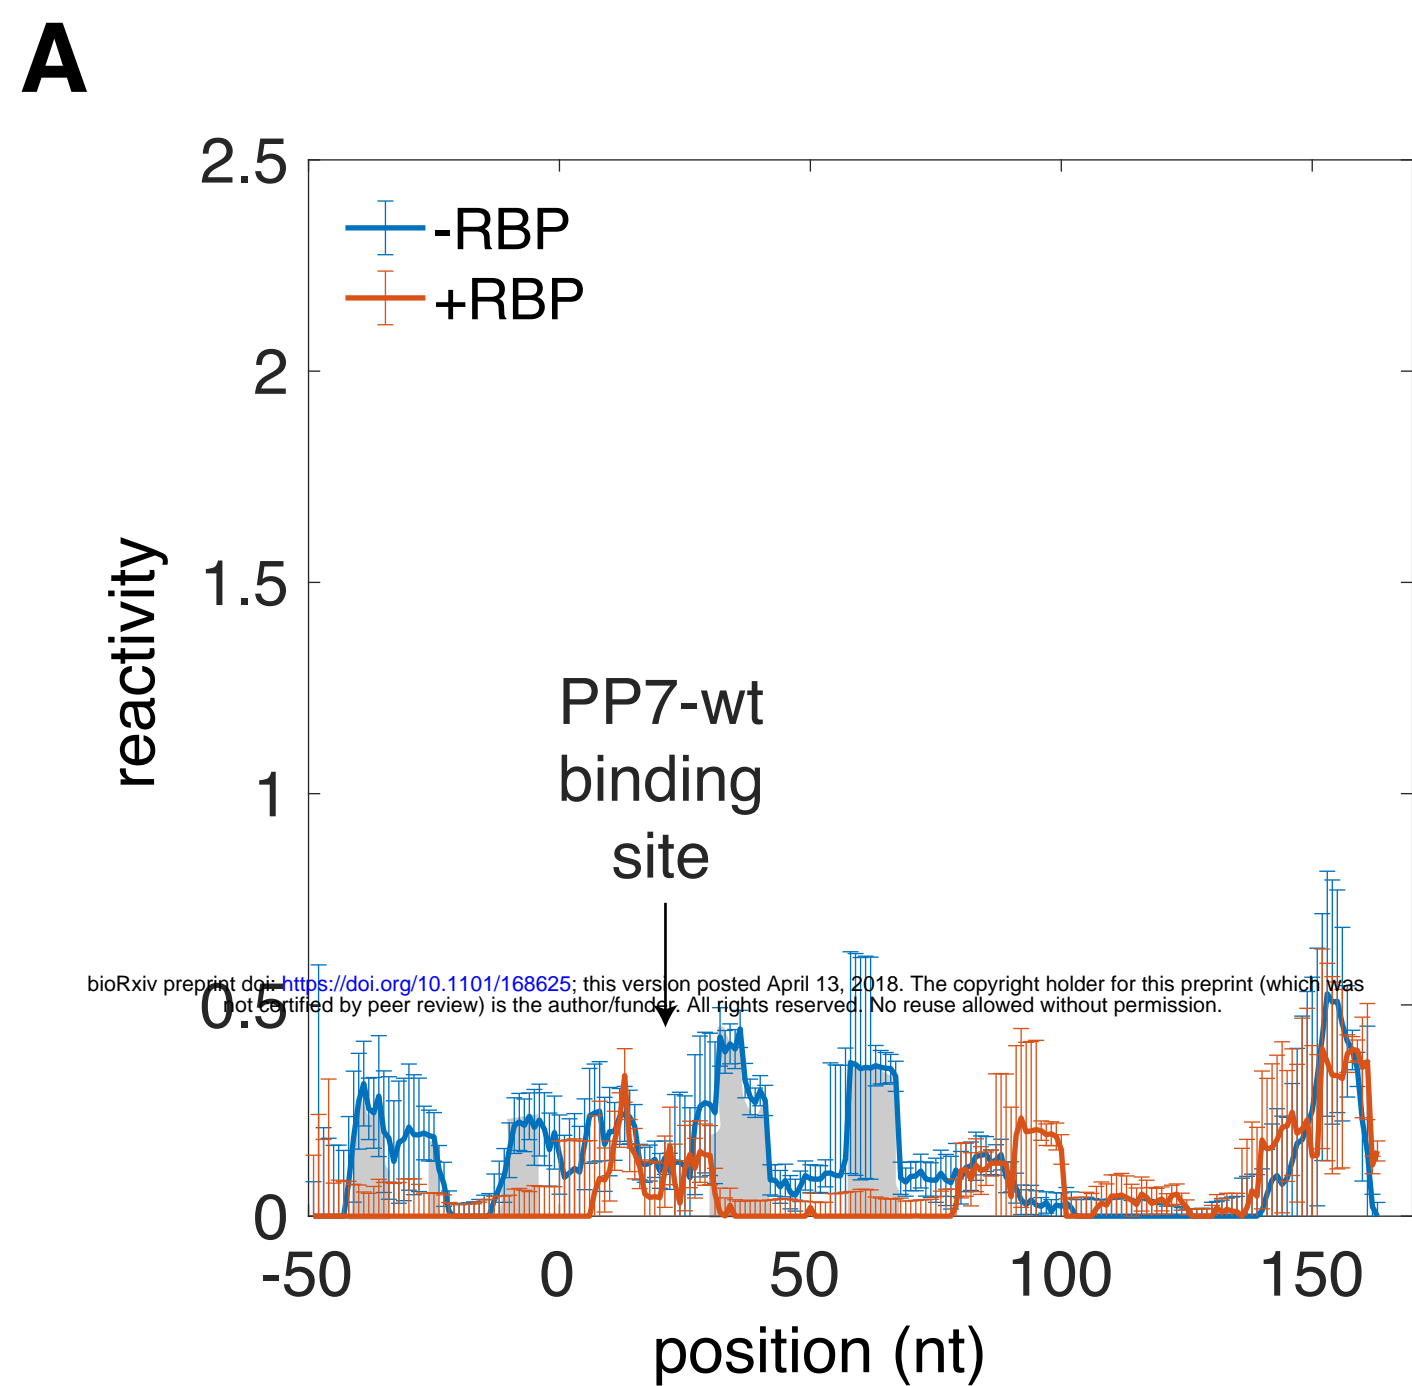 A
2.5
-RBP
+RBP
2
reactivity
1.5
PP7-wt
binding
site
1
bioRxiv preprint doi: https://doi.org/10.1101/168625; this version posted April 13, 2018. The copyright holder for this preprint (which was
not certified by peer review) is the author/funder. All rights reserved. No reuse allowed without permission.
0.5
0
-50 0 50 100 150
position (nt)